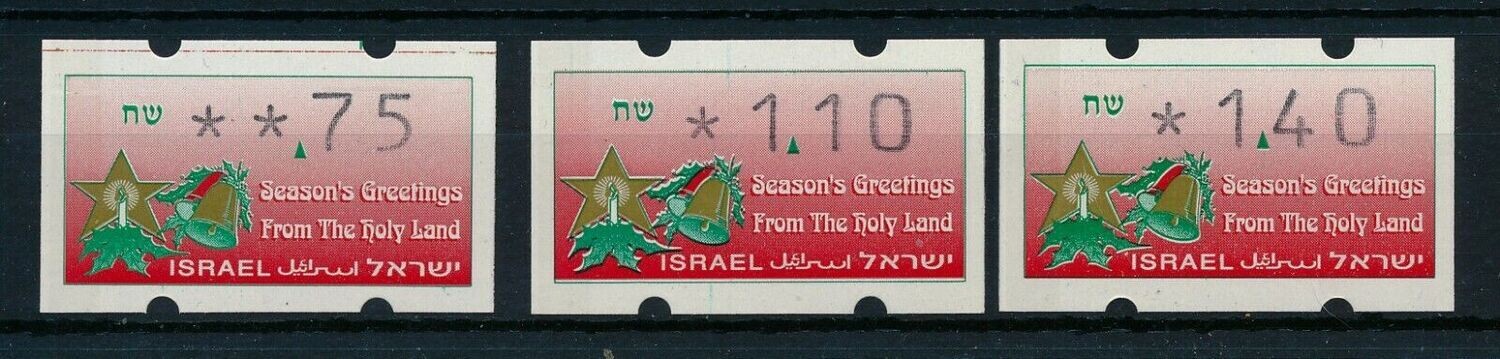 שח **.75
Season's Greetings
From The Holy Land
ISRAEL اسرائيل ישראל
שח *1.10
Season's Greetings
From The Holy Land
ISRAEL اسرائيل ישראל
שח *1.40
Season's Greetings
From The Holy Land
ISRAEL اسرائيل ישראל